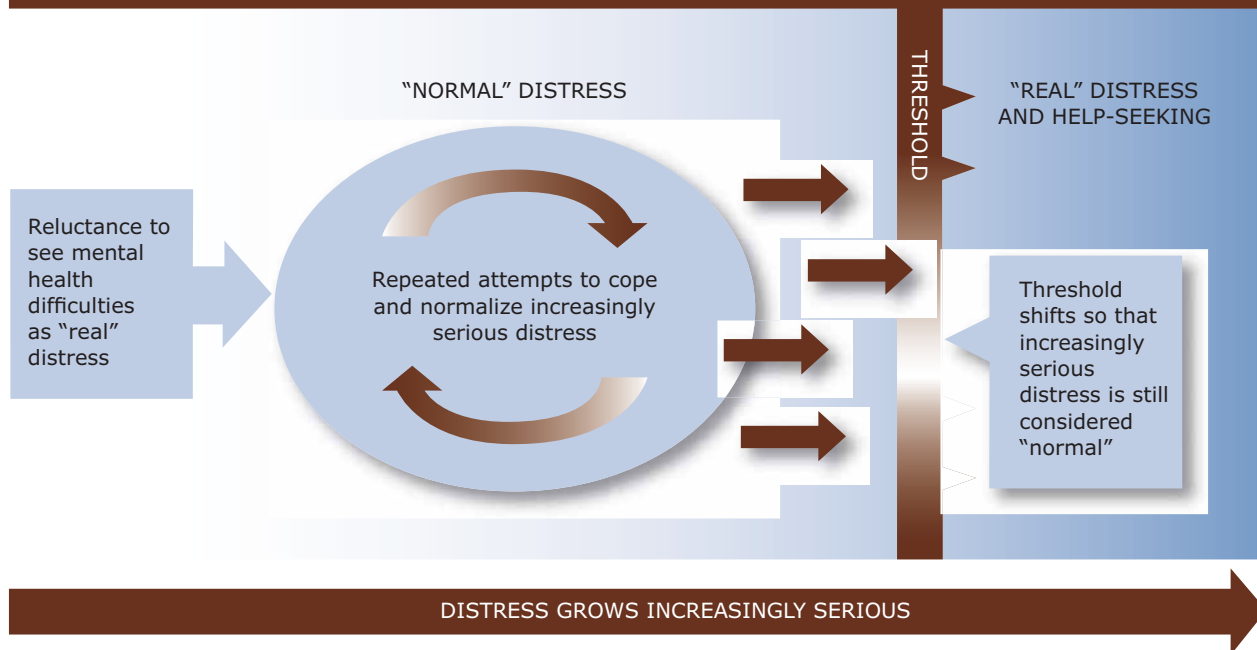 “NORMAL” DISTRESS
THRESHOLD
“REAL” DISTRESS
AND HELP-SEEKING
Reluctance to
see mental
health
difficulties
as “real”
distress
Repeated attempts to cope
and normalize increasingly
serious distress
Threshold
shifts so that
increasingly
serious
distress is still
considered
“normal”
DISTRESS GROWS INCREASINGLY SERIOUS